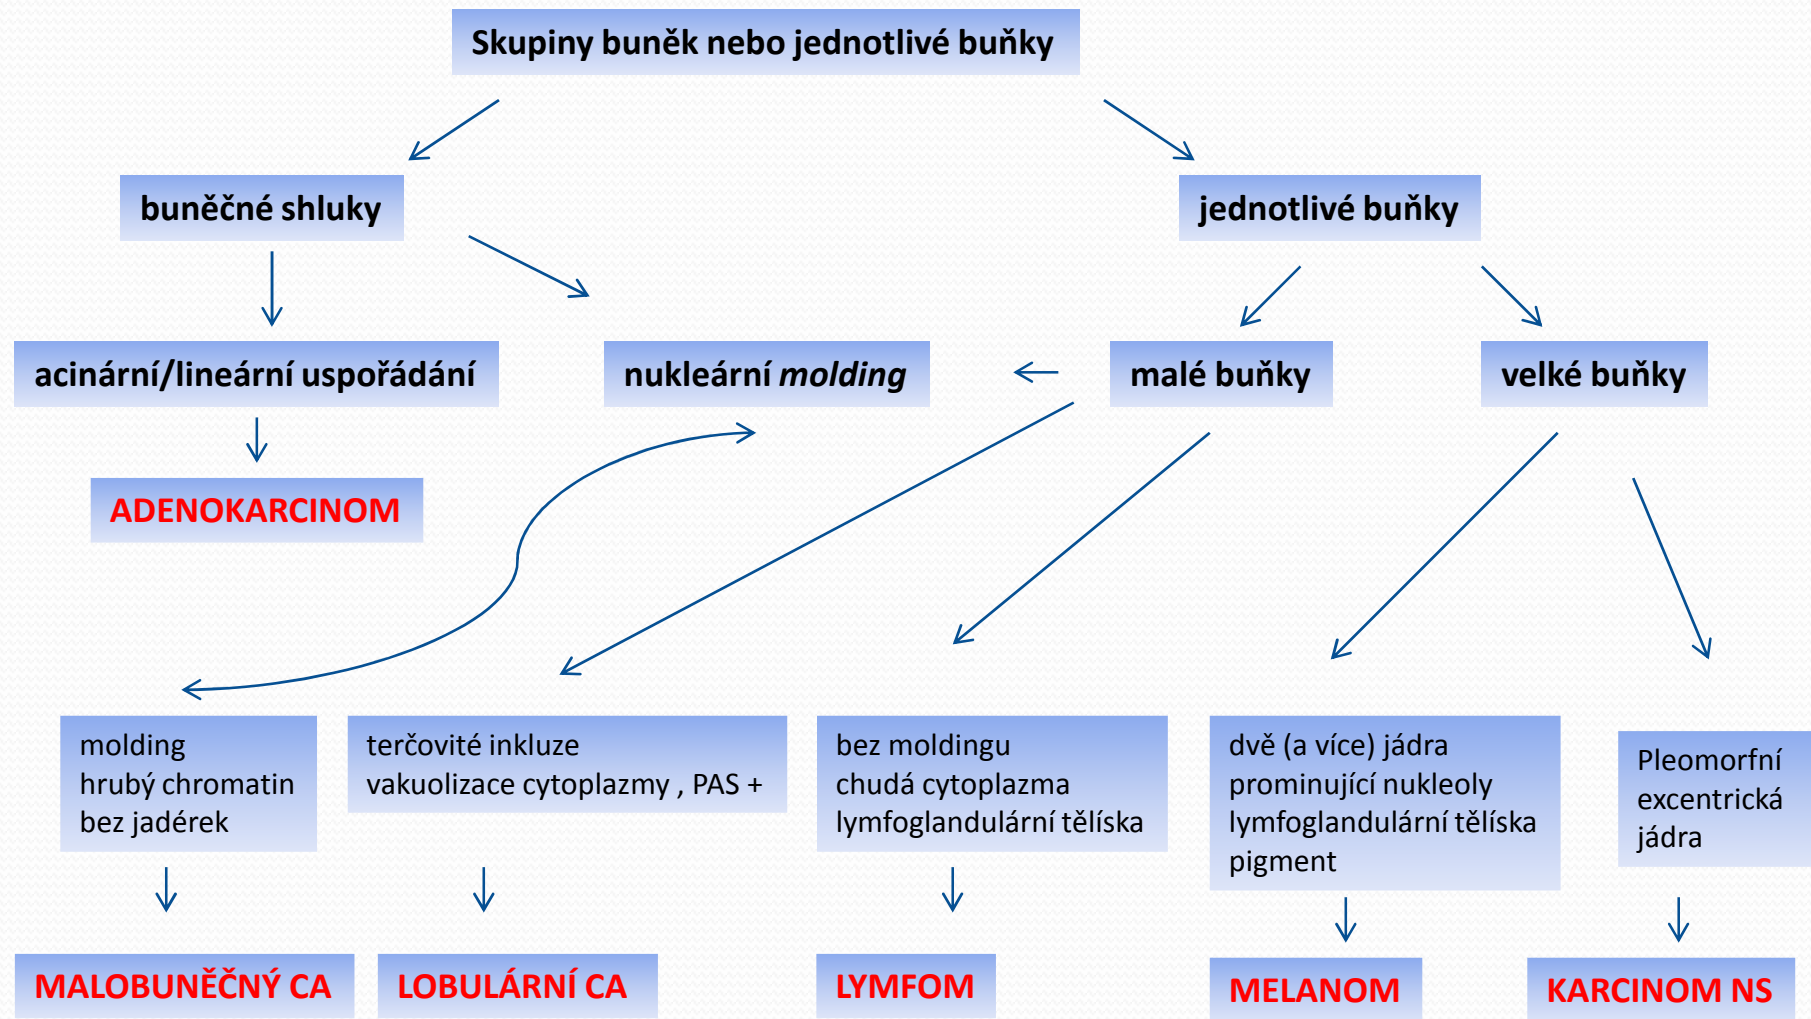 Skupiny buněk nebo jednotlivé buňky
buněčné shluky
jednotlivé buňky
acinární/lineární uspořádání
nukleární molding
malé buňky
velké buňky
ADENOKARCINOM
molding
hrubý chromatin
bez jadérek
terčovité inkluze
vakuolizace cytoplazmy , PAS +
bez moldingu
chudá cytoplazma
lymfoglandulární tělíska
dvě (a více) jádra
prominující nukleoly
lymfoglandulární tělíska
pigment
Pleomorfní
excentrická
jádra
MALOBUNĚČNÝ CA
LOBULÁRNÍ CA
LYMFOM
MELANOM
KARCINOM NS